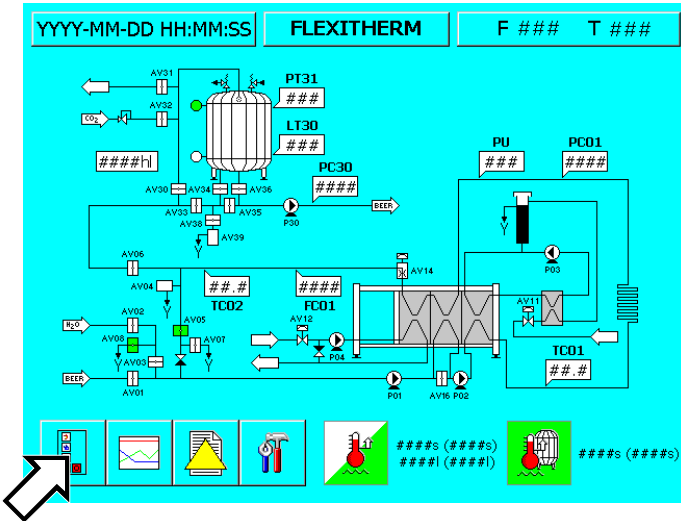 YYYY-MM-DD HH:MM:SS
FLEXITHERM
F ### T ###
AV31
PT31
###
AV32
CO2
LT30
###
####hl
PU
###
PC01
####
PC30
####
AV30
AV34
AV36
AV33
AV35
P30
BEER
AV38
AV39
AV06
AV14
P03
AV04
##.#
TC02
####
FC01
AV11
AV02
H2O
AV05
AV12
AV08
AV07
AV03
P04
TC01
##.#
BEER
AV01
P01
AV16
P02
####s (####s)
####l (####l)
####s (####s)